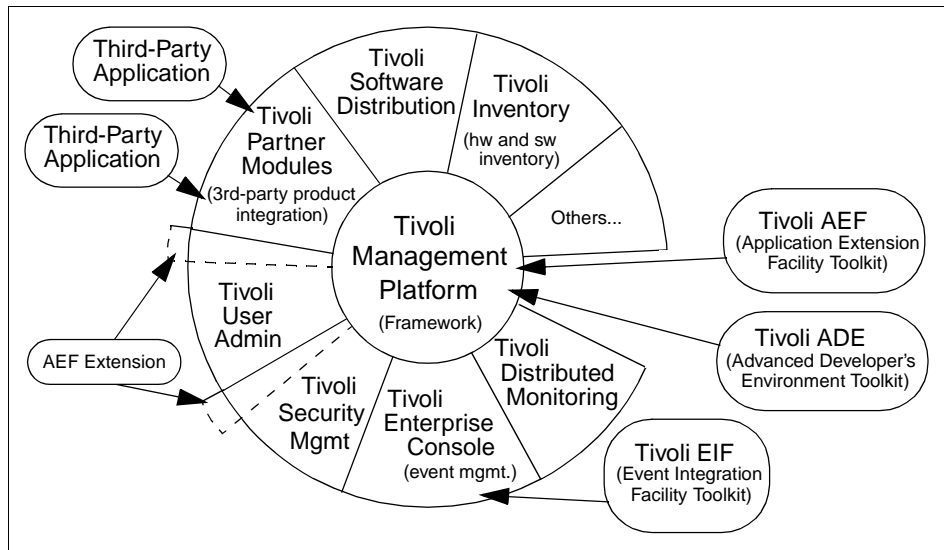 Third-Party
Application
Third-Party
Application
Tivoli
Software
Distribution
Tivoli
Inventory
(hw and sw
inventory)
Tivoli
Partner
Modules
(3rd-party product
integration)
Others...
Tivoli
Management
Platform
(Framework)
Tivoli AEF
(Application Extension
Facility Toolkit)
Tivoli
User
Admin
AEF Extension
Tivoli ADE
(Advanced Developer's
Environment Toolkit)
Tivoli
Security
Mgmt
Tivoli
Enterprise
Console
(event mgmt.)
Tivoli
Distributed
Monitoring
Tivoli EIF
(Event Integration
Facility Toolkit)